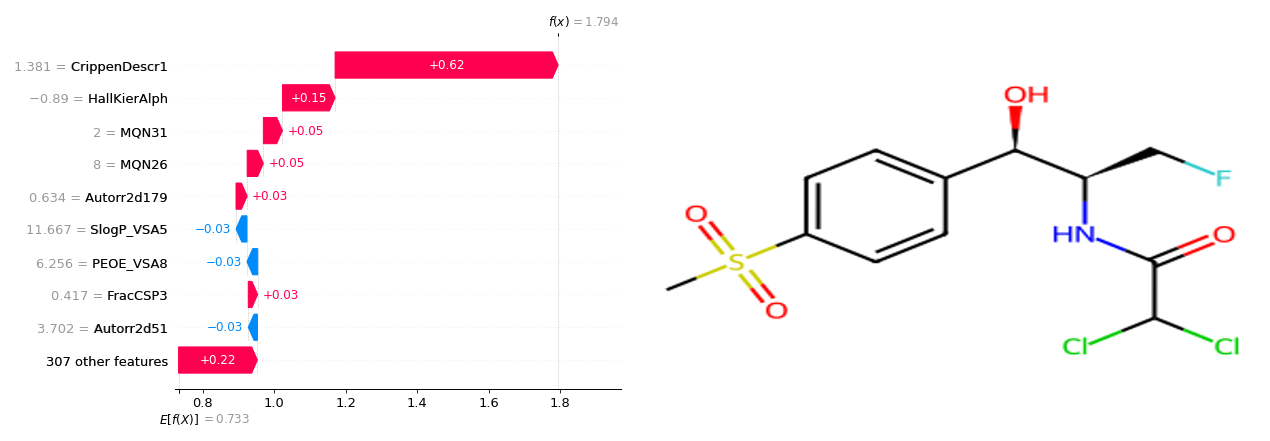 f(x) = 1.794
1.381 = CrippenDescr1
+0.62
−0.89 = HallKierAlph
+0.15
2 = MQN31
+0.05
8 = MQN26
+0.05
0.634 = Autorr2d179
+0.03
11.667 = SlogP_VSA5
−0.03
6.256 = PEOE_VSA8
−0.03
0.417 = FracCSP3
+0.03
3.702 = Autorr2d51
−0.03
307 other features
+0.22
0.8 1.0 1.2 1.4 1.6 1.8
E[f(X)] = 0.733
OH
F
O
HN
O
S
O
Cl
Cl